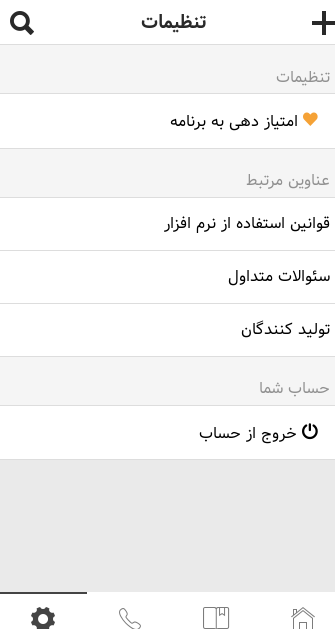 تنظیمات
تنظیمات
امتیاز دهی به برنامه
عناوین مرتبط
قوانین استفاده از نرم افزار
سئوالات متداول
تولید کنندگان
حساب شما
خروج از حساب